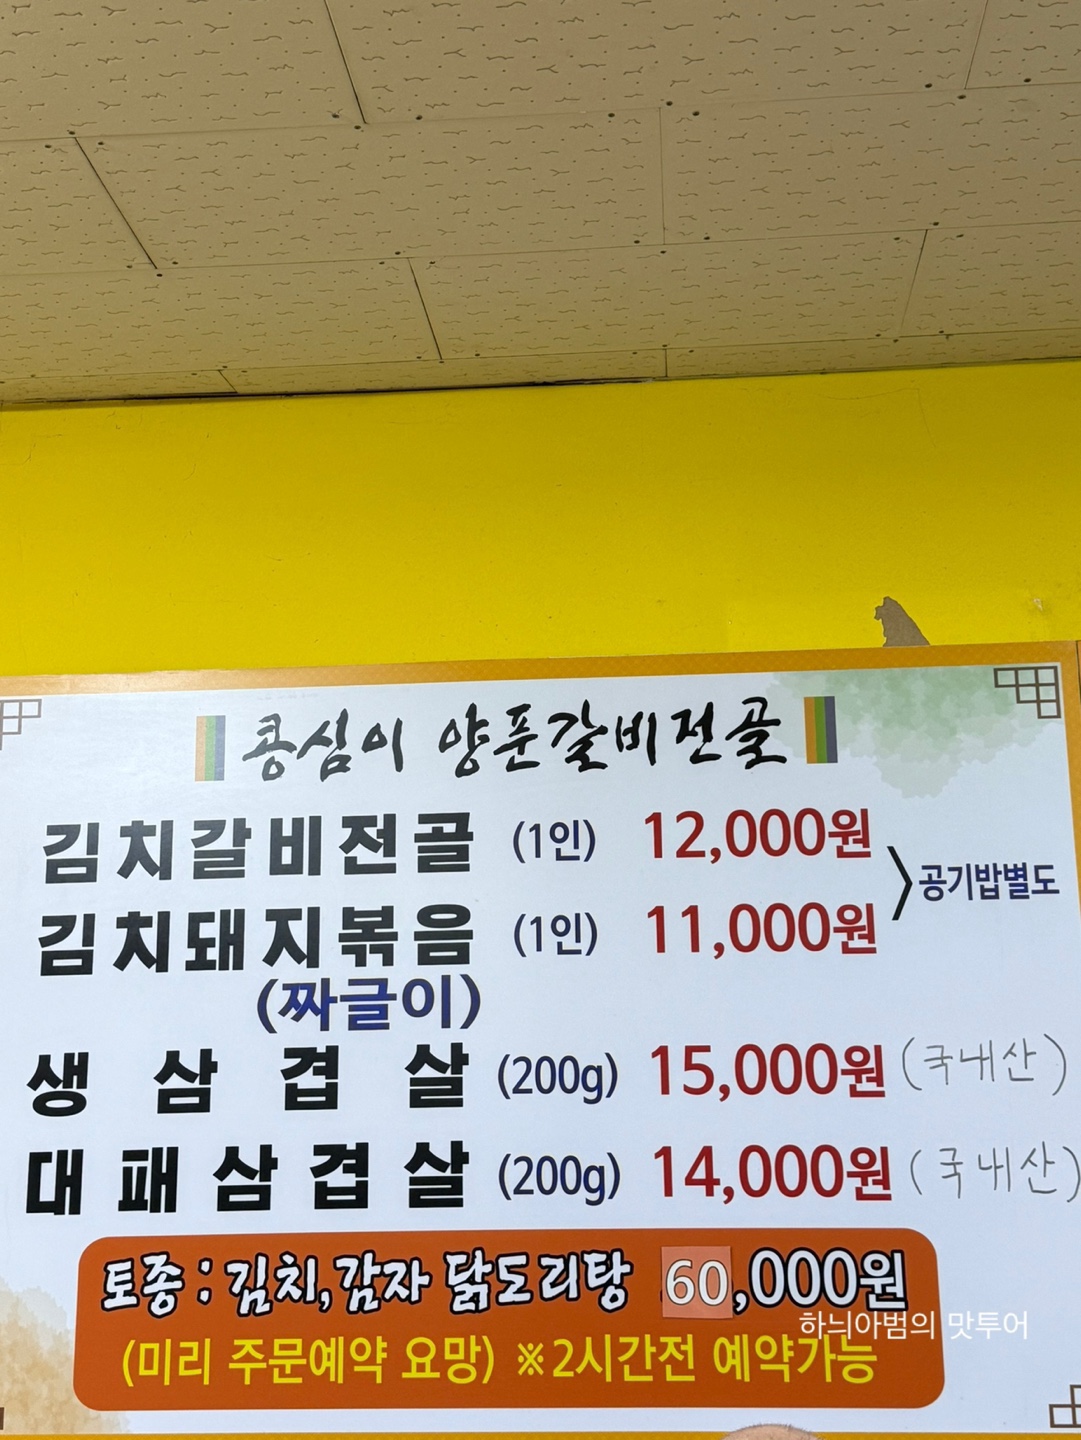 콩심이 양푼갈비전골
김치갈비전골 (1인) 12,000원
김치돼지볶음 (1인) 11,000원 > 공기밥별도
(짜글이)
생삼겹살 (200g) 15,000원 (국내산)
대패삼겹살 (200g) 14,000원 (국내산)
토종 : 김치,감자 닭도리탕 60,000원
(미리 주문예약 요망) ※2시간전 예약가능
하늬아범의 맛투어